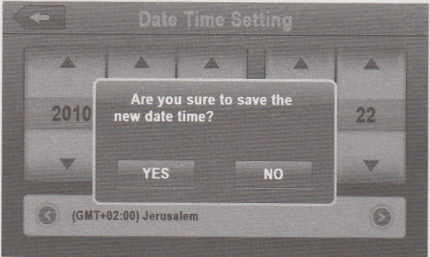 Date Time Setting
Are you sure to save the
new date time?
2010
22
YES NO
(GMT+02:00) Jerusalem